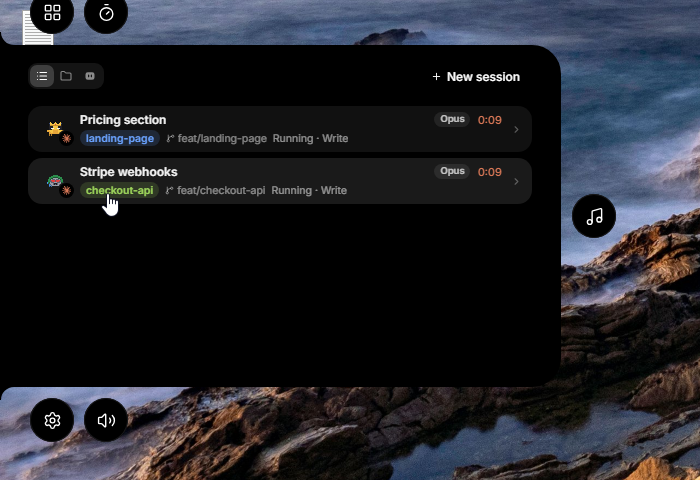 + New session
Pricing section Opus 0:09
landing-page feat/landing-page Running · Write
Stripe webhooks Opus 0:09
checkout-api feat/checkout-api Running · Write